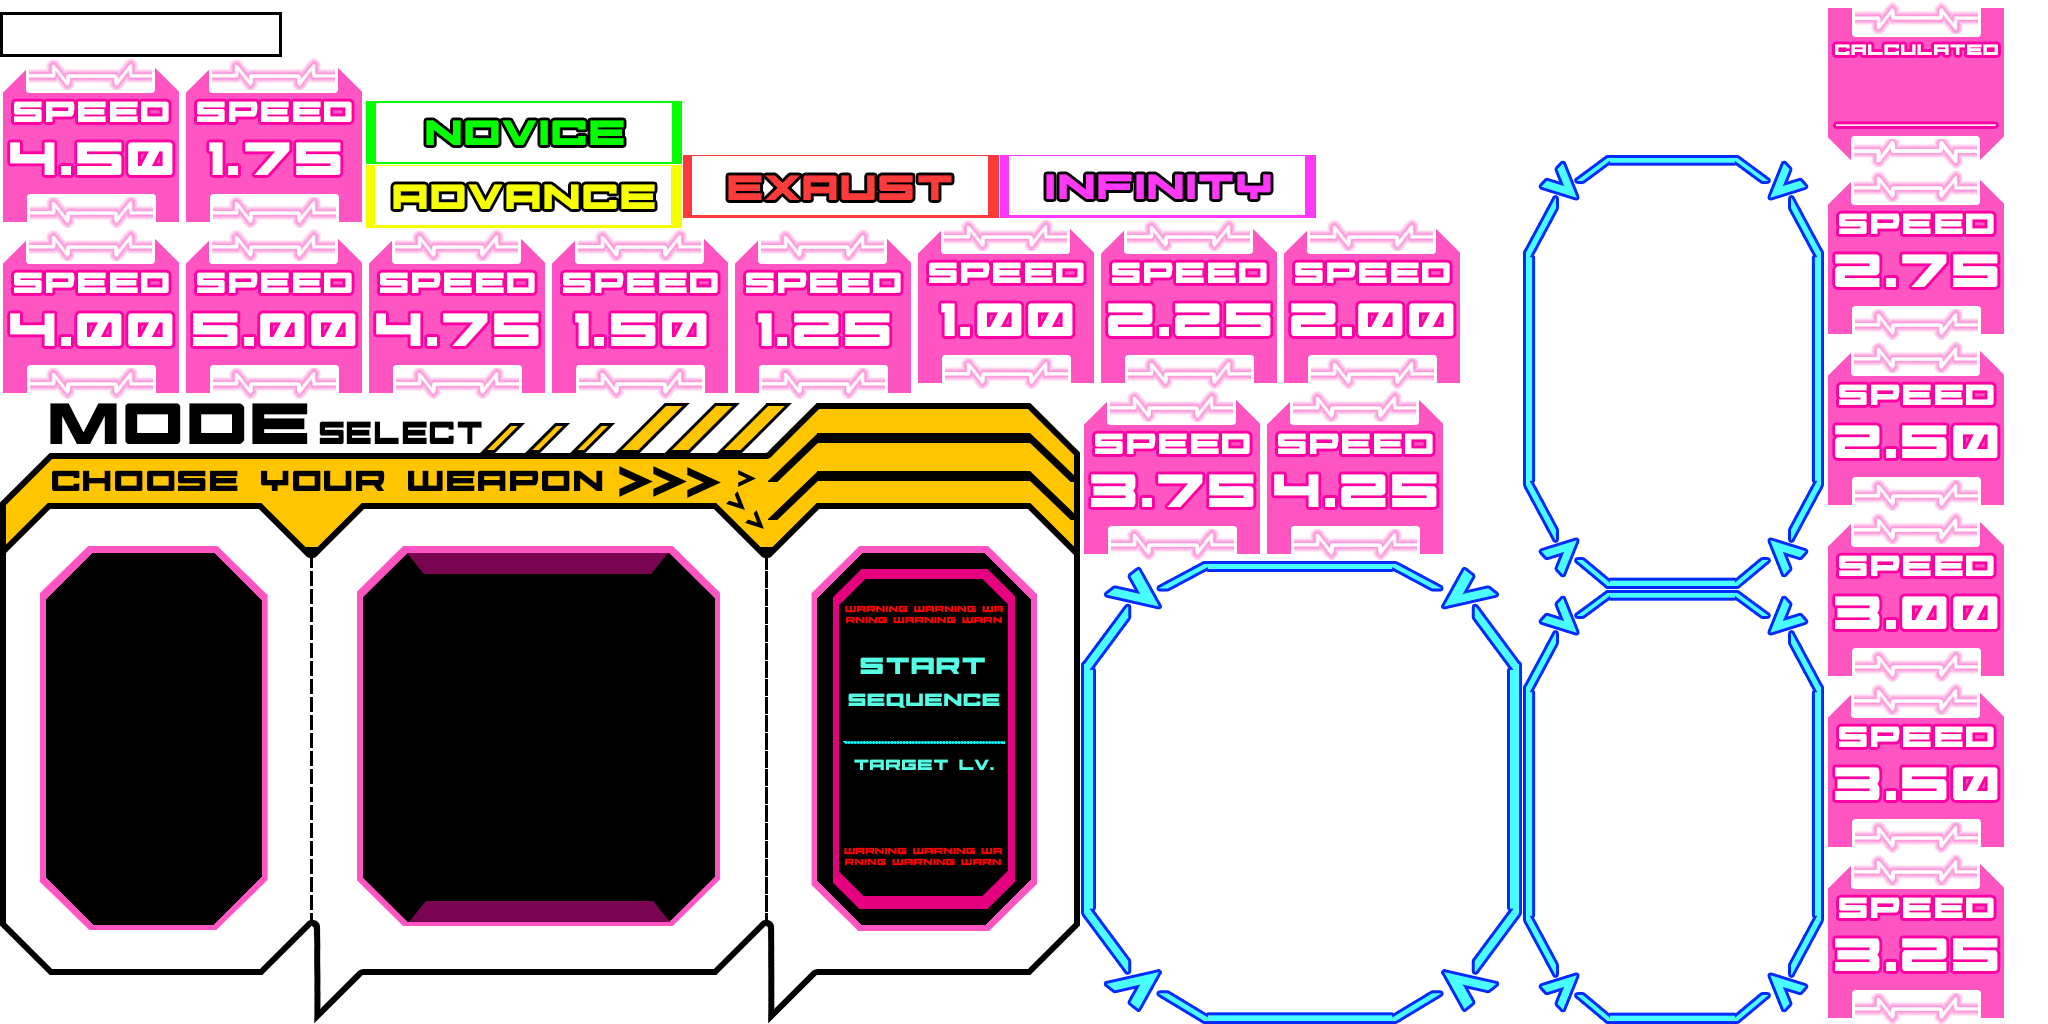 CALCULATED
SPEED
4.50
SPEED
1.75
NOVICE
ADVANCE
EXAUST
INFINITY
SPEED
2.75
SPEED
4.00
SPEED
5.00
SPEED
4.75
SPEED
1.50
SPEED
1.25
SPEED
1.00
SPEED
2.25
SPEED
2.00
SPEED
2.50
MODE SELECT
CHOOSE YOUR WEAPON >>>
SPEED
3.75
SPEED
4.25
SPEED
3.00
WARNING WARNING WA
RNING WARNING WARN
START
SEQUENCE
TARGET LV.
WARNING WARNING WA
RNING WARNING WARN
SPEED
3.50
SPEED
3.25